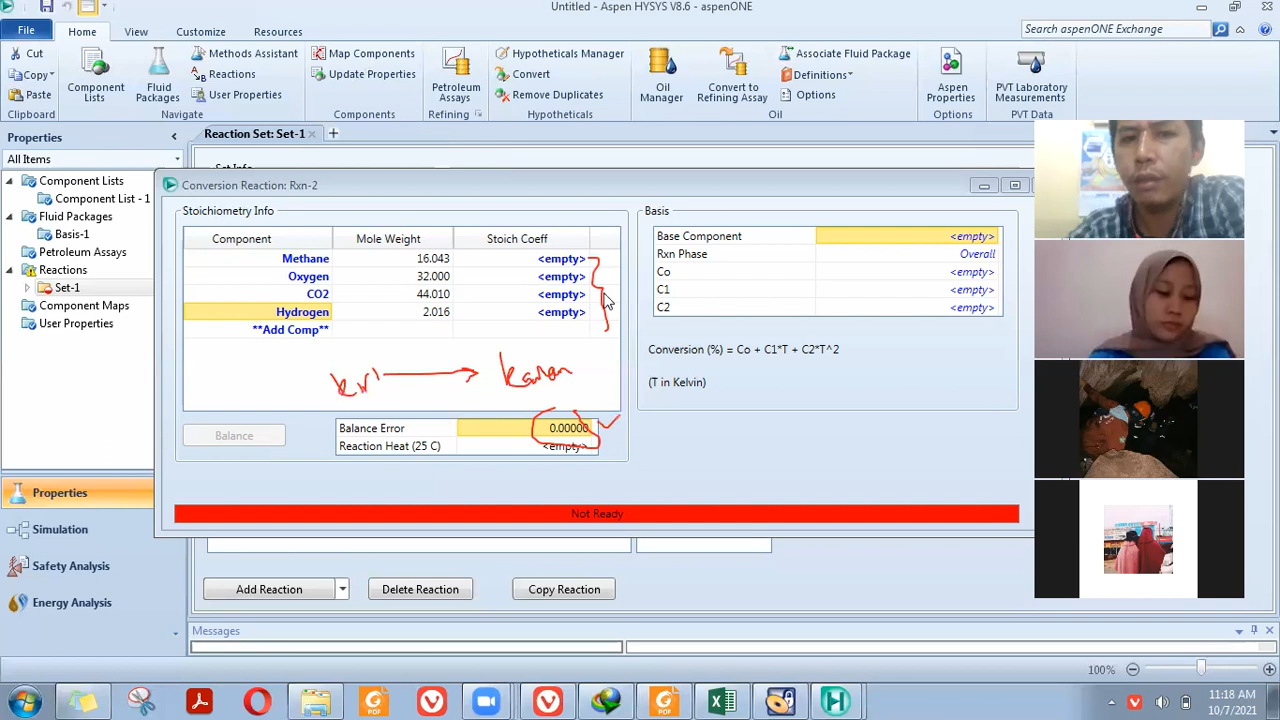 Untitled - Aspen HYSYS V8.6 - aspenONE
File
Home
View
Customize
Resources
Search aspenONE Exchange
Cut
Copy
Paste
Clipboard
Component Lists
Fluid Packages
Methods Assistant
Reactions
User Properties
Navigate
Map Components
Update Properties
Components
Petroleum Assays
Refining
Hypotheticals Manager
Convert
Remove Duplicates
Hypotheticals
Oil Manager
Convert to Refining Assay
Associate Fluid Package
Definitions
Options
Oil
Aspen Properties
Options
PVT Laboratory Measurements
PVT Data
Properties
All Items
Component Lists
Component List - 1
Fluid Packages
Basis-1
Petroleum Assays
Reactions
Set-1
Component Maps
User Properties
Properties
Simulation
Safety Analysis
Energy Analysis
Reaction Set: Set-1
Set Info
Conversion Reaction: Rxn-2
Stoichiometry Info
Component Mole Weight Stoich Coeff
Methane 16.043 <empty>
Oxygen 32.000 <empty>
CO2 44.010 <empty>
Hydrogen 2.016 <empty>
**Add Comp**
kiri kanan
Balance
Balance Error 0.00000
Reaction Heat (25 C) <empty>
Basis
Base Component <empty>
Rxn Phase Overall
Co <empty>
C1 <empty>
C2 <empty>
Conversion (%) = Co + C1*T + C2*T^2
(T in Kelvin)
Not Ready
Add Reaction
Delete Reaction
Copy Reaction
Messages
100%
PDF
PDF
11:18 AM
10/7/2021